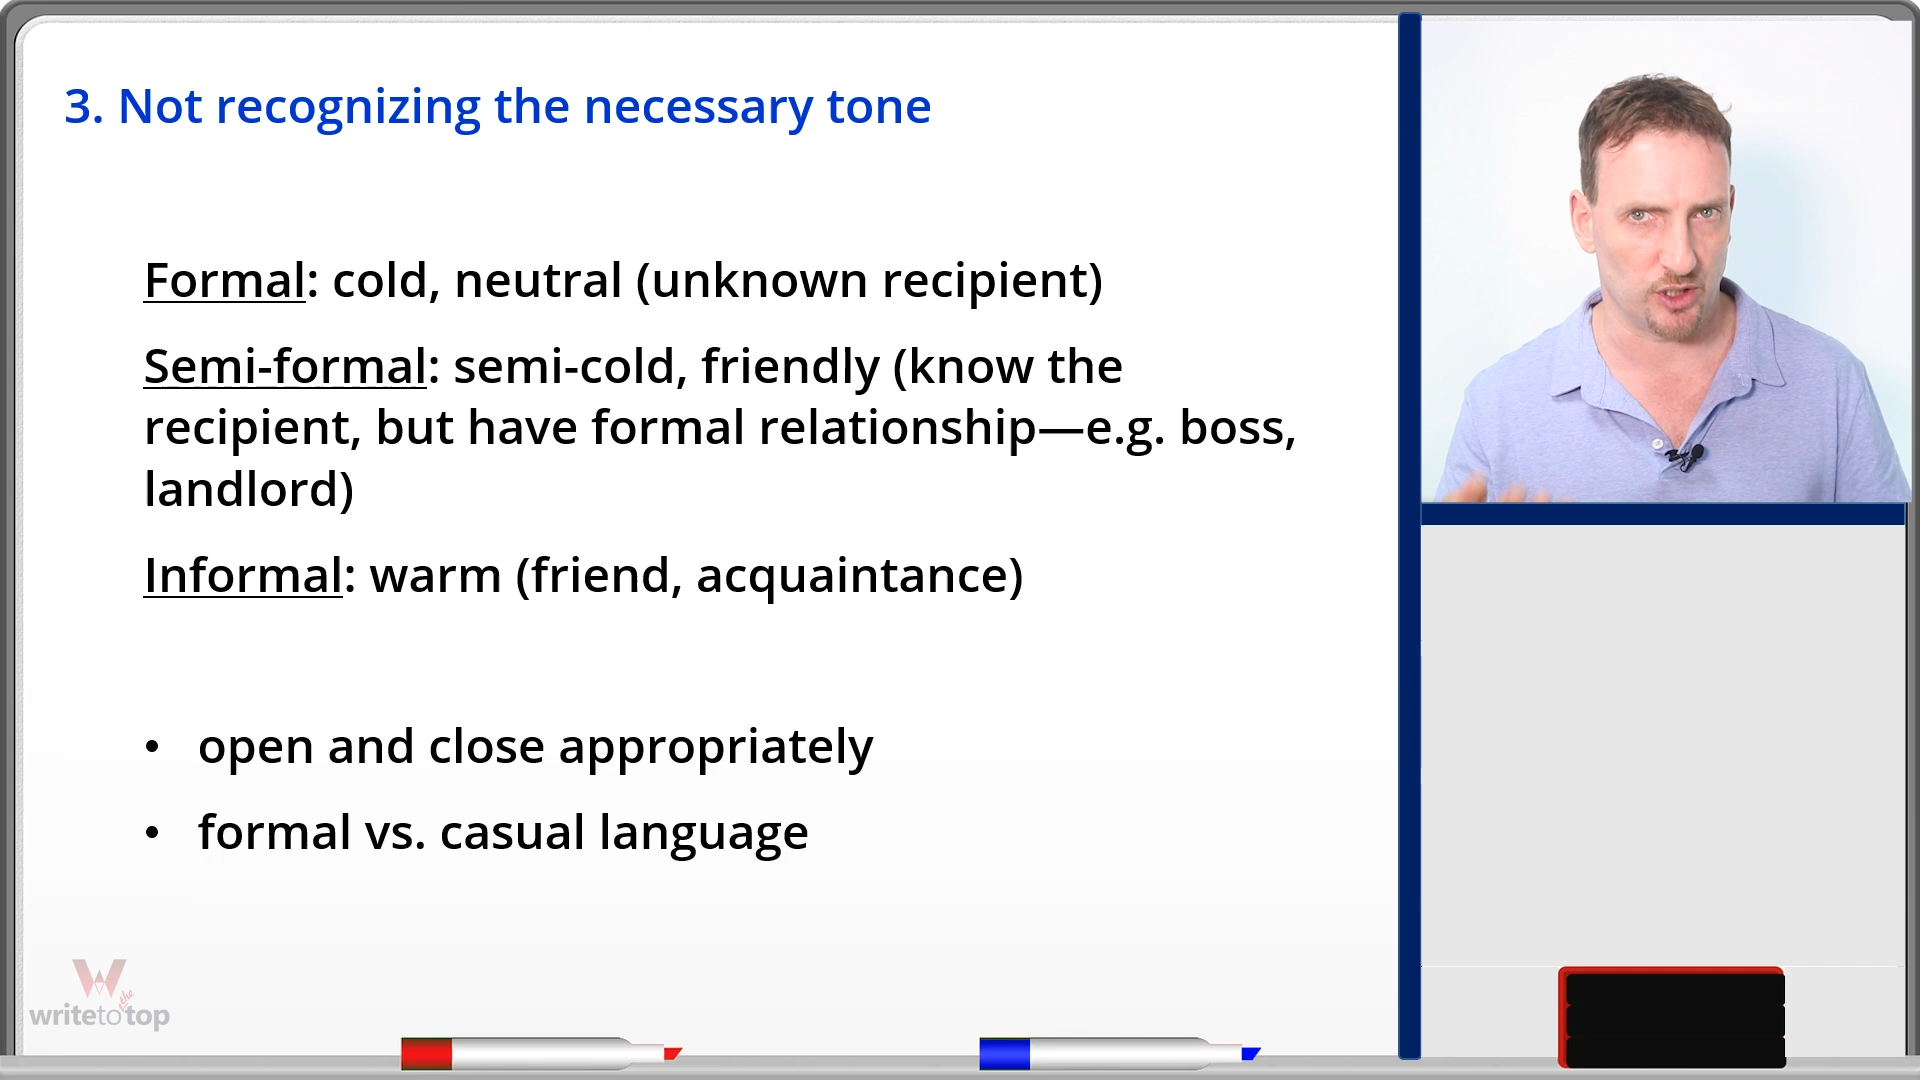 3. Not recognizing the necessary tone
Formal: cold, neutral (unknown recipient)
Semi-formal: semi-cold, friendly (know the
recipient, but have formal relationship—e.g. boss,
landlord)
Informal: warm (friend, acquaintance)
• open and close appropriately
• formal vs. casual language
W
writetothetop